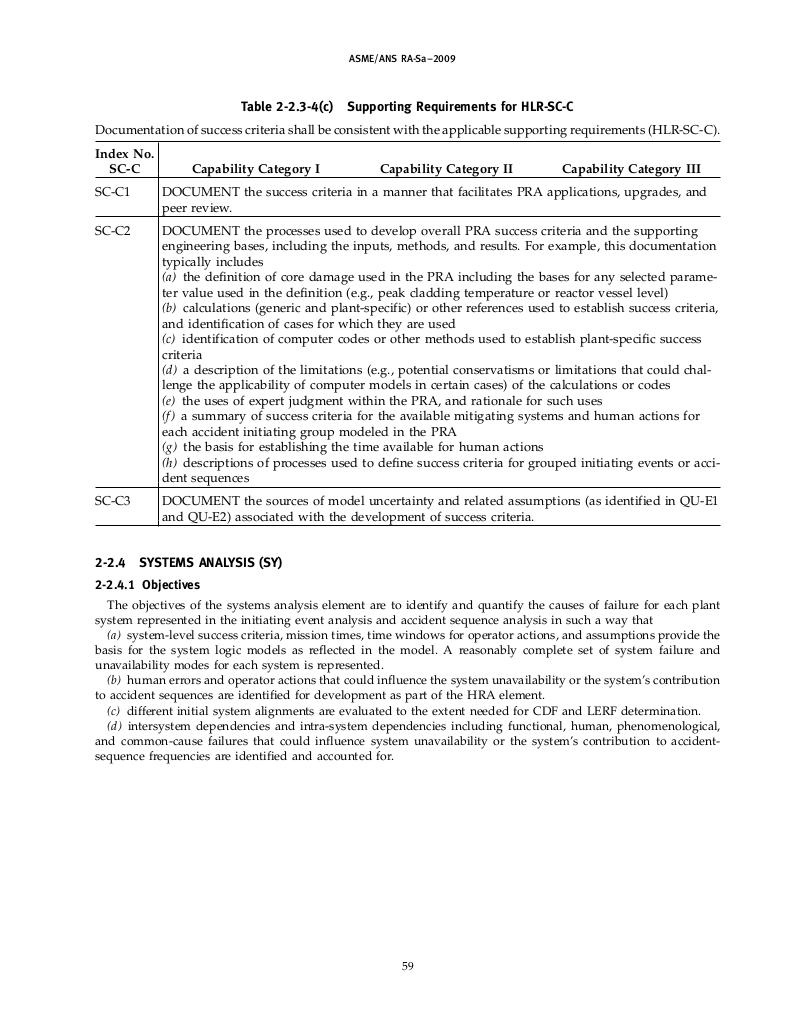 ASME/ANS RA-Sa–2009
Table 2-2.3-4(c) Supporting Requirements for HLR-SC-C
Documentation of success criteria shall be consistent with the applicable supporting requirements (HLR-SC-C).
Index No.
SC-C Capability Category I Capability Category II Capability Category III
SC-C1 DOCUMENT the success criteria in a manner that facilitates PRA applications, upgrades, and
peer review.
SC-C2 DOCUMENT the processes used to develop overall PRA success criteria and the supporting
engineering bases, including the inputs, methods, and results. For example, this documentation
typically includes
(a) the definition of core damage used in the PRA including the bases for any selected parame-
ter value used in the definition (e.g., peak cladding temperature or reactor vessel level)
(b) calculations (generic and plant-specific) or other references used to establish success criteria,
and identification of cases for which they are used
(c) identification of computer codes or other methods used to establish plant-specific success
criteria
(d) a description of the limitations (e.g., potential conservatisms or limitations that could chal-
lenge the applicability of computer models in certain cases) of the calculations or codes
(e) the uses of expert judgment within the PRA, and rationale for such uses
(f) a summary of success criteria for the available mitigating systems and human actions for
each accident initiating group modeled in the PRA
(g) the basis for establishing the time available for human actions
(h) descriptions of processes used to define success criteria for grouped initiating events or acci-
dent sequences
SC-C3 DOCUMENT the sources of model uncertainty and related assumptions (as identified in QU-E1
and QU-E2) associated with the development of success criteria.
2-2.4 SYSTEMS ANALYSIS (SY)
2-2.4.1 Objectives
The objectives of the systems analysis element are to identify and quantify the causes of failure for each plant
system represented in the initiating event analysis and accident sequence analysis in such a way that
(a) system-level success criteria, mission times, time windows for operator actions, and assumptions provide the
basis for the system logic models as reflected in the model. A reasonably complete set of system failure and
unavailability modes for each system is represented.
(b) human errors and operator actions that could influence the system unavailability or the system's contribution
to accident sequences are identified for development as part of the HRA element.
(c) different initial system alignments are evaluated to the extent needed for CDF and LERF determination.
(d) intersystem dependencies and intra-system dependencies including functional, human, phenomenological,
and common-cause failures that could influence system unavailability or the system's contribution to accident-
sequence frequencies are identified and accounted for.
59